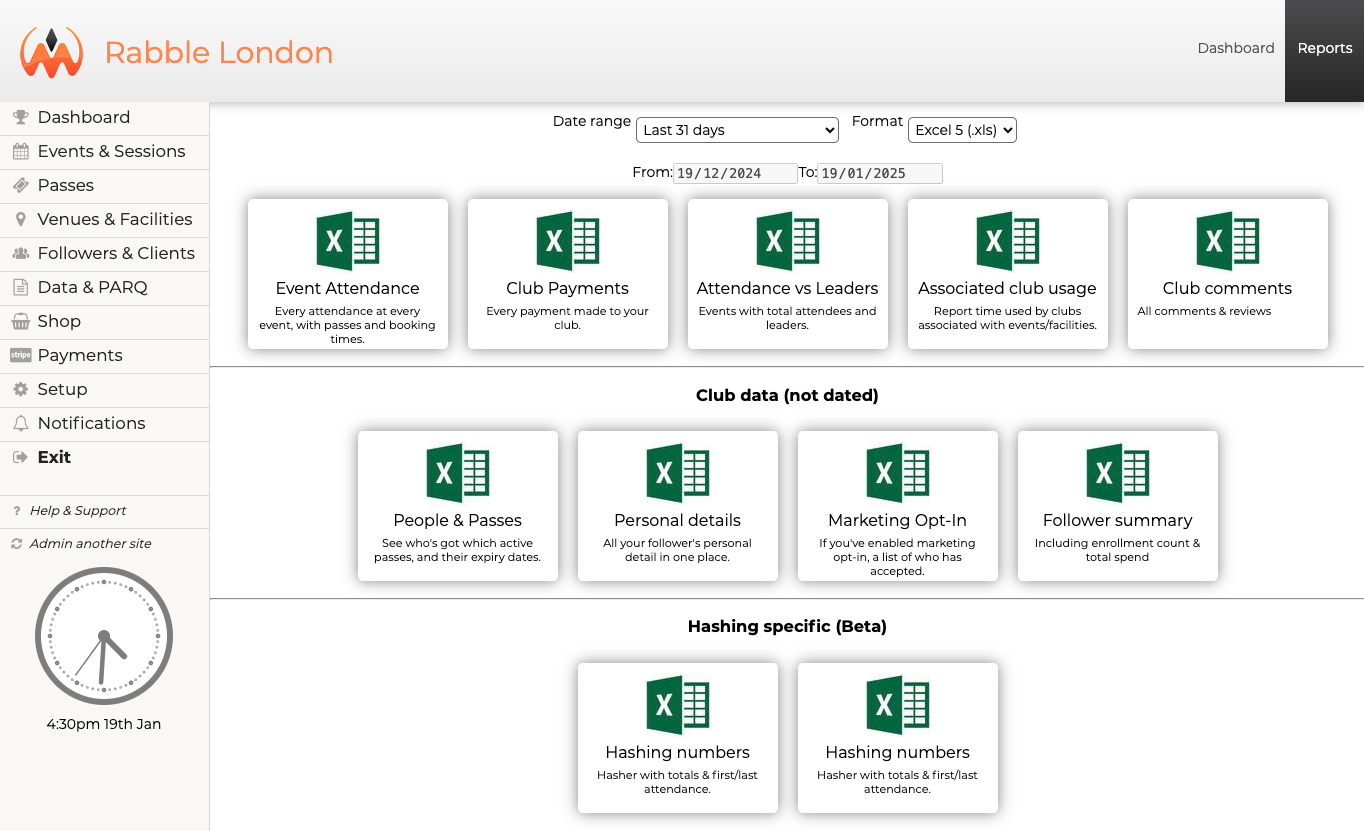 Rabble London
Dashboard
Reports
Dashboard
Events & Sessions
Passes
Venues & Facilities
Followers & Clients
Data & PARQ
Shop
stripe Payments
Setup
Notifications
Exit
? Help & Support
Admin another site
4:30pm 19th Jan
Date range Last 31 days Format Excel 5 (.xls)
From: 19/12/2024 To: 19/01/2025
X
Event Attendance
Every attendance at every
event, with passes and booking
times.
X
Club Payments
Every payment made to your
club.
X
Attendance vs Leaders
Events with total attendees and
leaders.
X
Associated club usage
Report time used by clubs
associated with events/facilities.
X
Club comments
All comments & reviews
Club data (not dated)
X
People & Passes
See who's got which active
passes, and their expiry dates.
X
Personal details
All your follower's personal
detail in one place.
X
Marketing Opt-In
If you've enabled marketing
opt-in, a list of who has
accepted.
X
Follower summary
Including enrollment count &
total spend
Hashing specific (Beta)
X
Hashing numbers
Hasher with totals & first/last
attendance.
X
Hashing numbers
Hasher with totals & first/last
attendance.